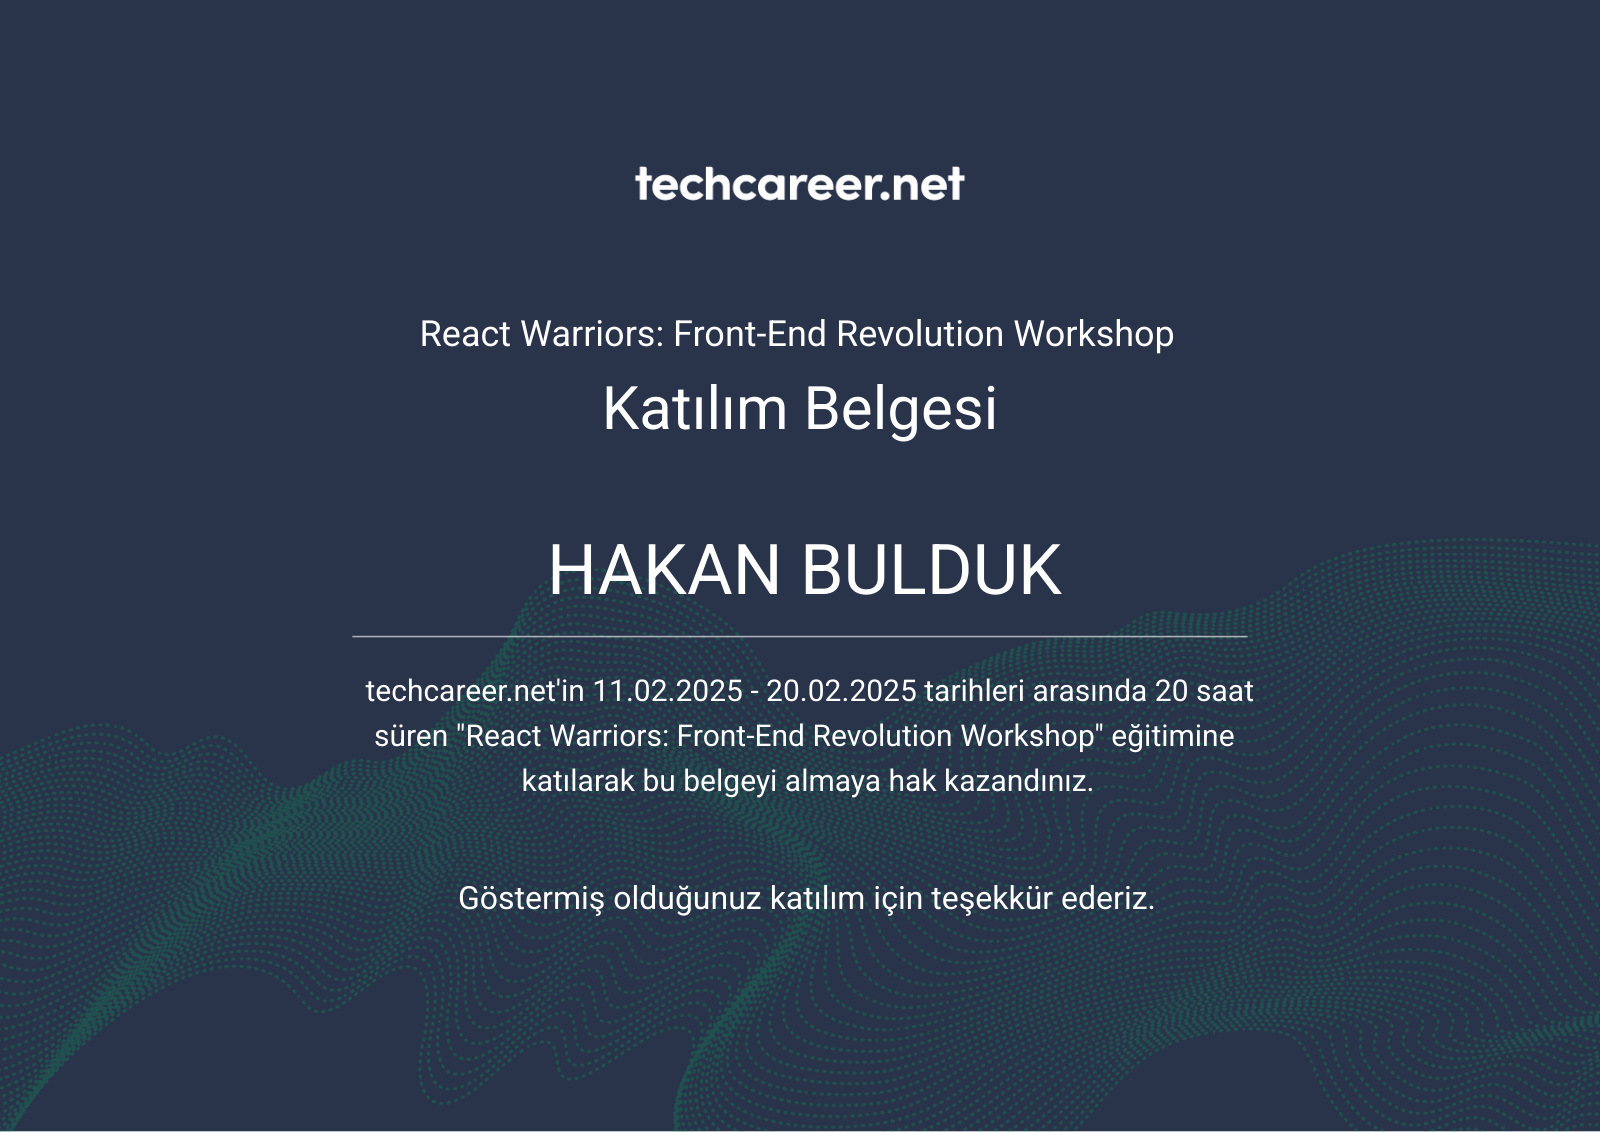 techcareer.net
React Warriors: Front-End Revolution Workshop
Katılım Belgesi
HAKAN BULDUK
techcareer.net'in 11.02.2025 - 20.02.2025 tarihleri arasında 20 saat
süren "React Warriors: Front-End Revolution Workshop" eğitimine
katılarak bu belgeyi almaya hak kazandınız.
Göstermiş olduğunuz katılım için teşekkür ederiz.